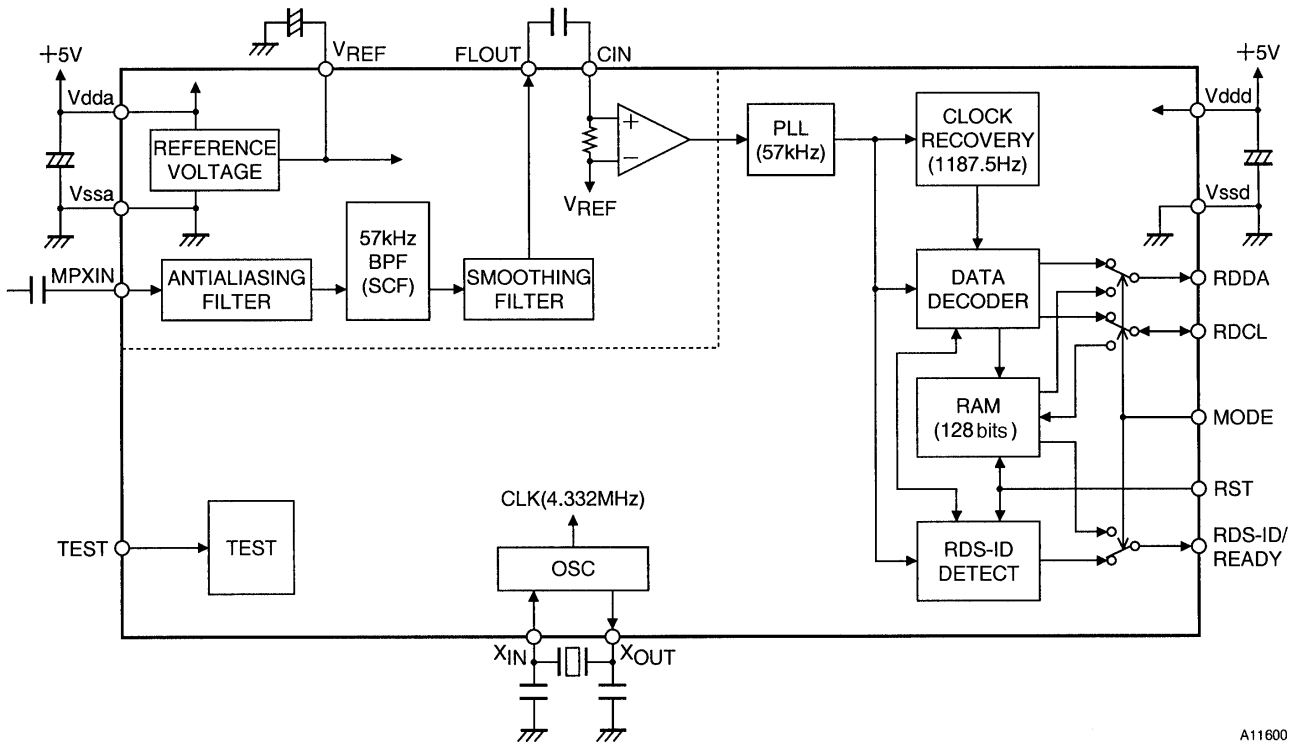 +5V
VREF
FLOUT
CIN
+5V
Vdda
Vddd
REFERENCE
VOLTAGE
+
−
PLL
(57kHz)
CLOCK
RECOVERY
(1187.5Hz)
Vssa
VREF
Vssd
MPXIN
ANTIALIASING
FILTER
57kHz
BPF
(SCF)
SMOOTHING
FILTER
DATA
DECODER
RDDA
RDCL
RAM
(128 bits)
MODE
CLK(4.332MHz)
RST
TEST
TEST
OSC
RDS-ID
DETECT
RDS-ID/
READY
XIN
XOUT
A11600